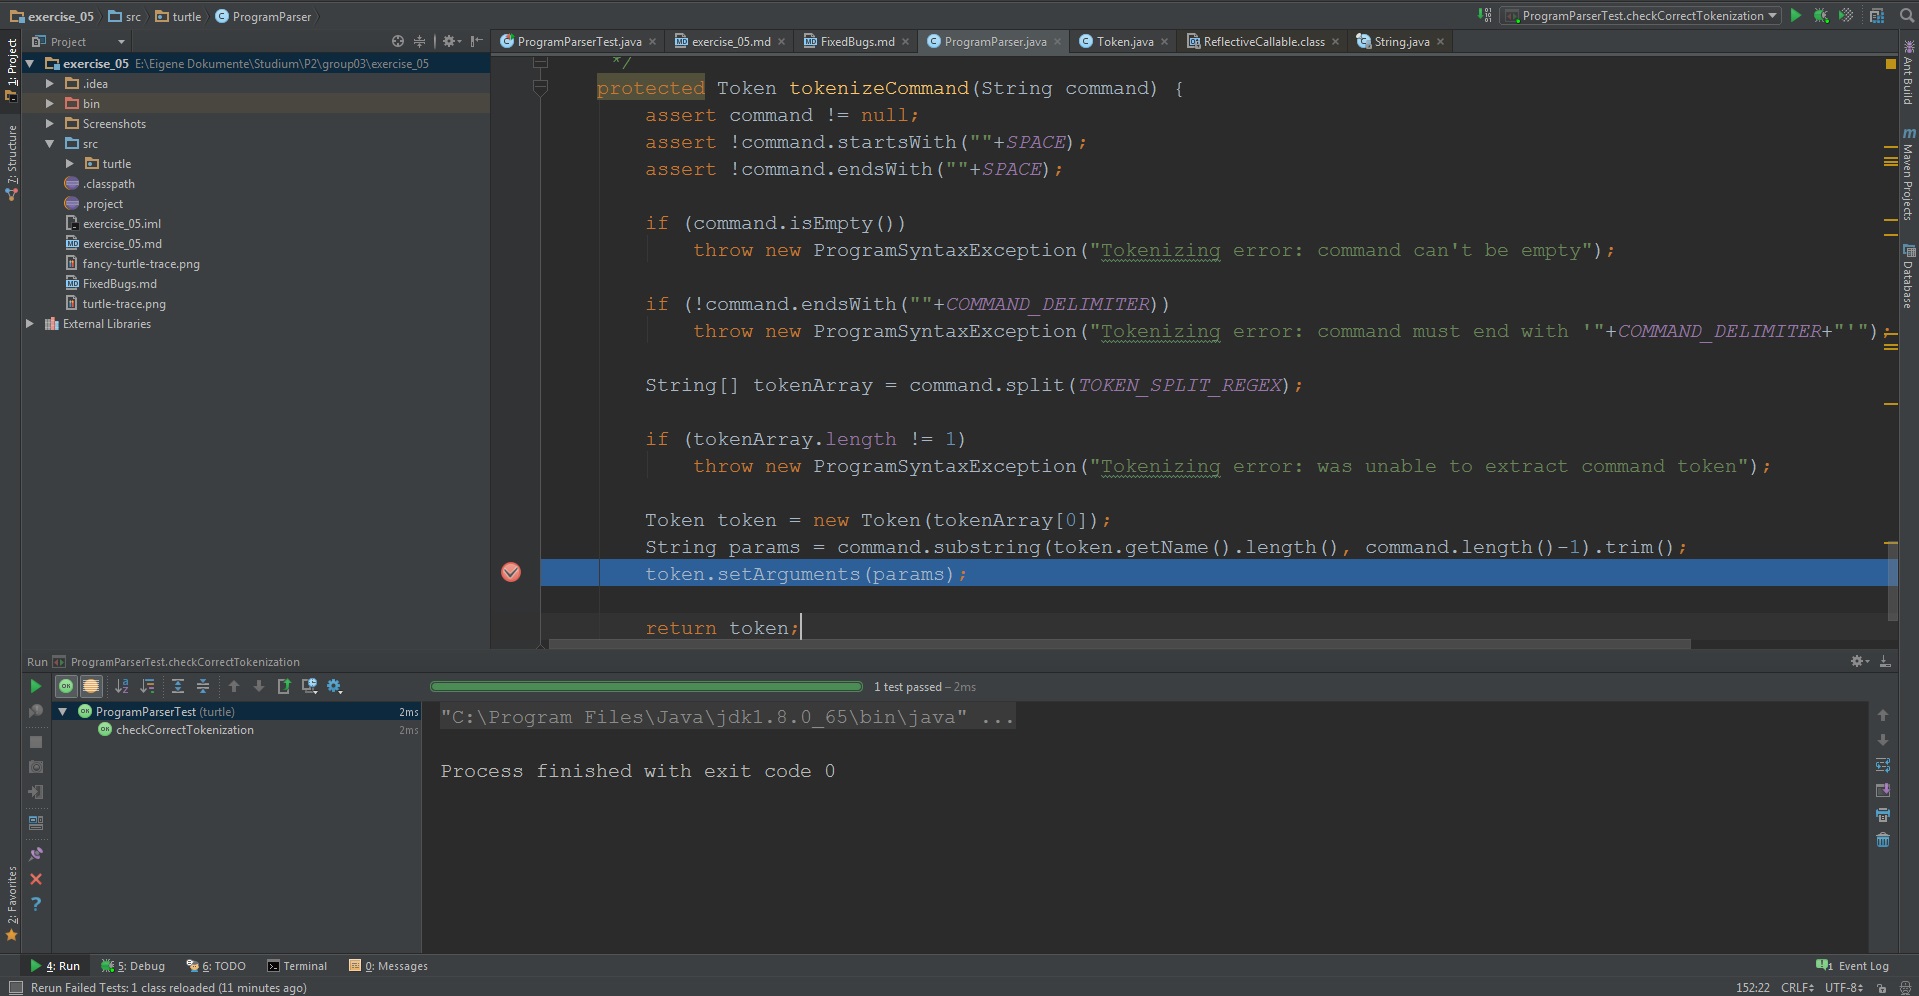 exercise_05 src turtle ProgramParser
ProgramParserTest.checkCorrectTokenization
1: Project
7: Structure
2: Favorites
Project
exercise_05 E:\Eigene Dokumente\Studium\P2\group03\exercise_05
.idea
bin
Screenshots
src
turtle
.classpath
.project
exercise_05.iml
exercise_05.md
fancy-turtle-trace.png
FixedBugs.md
turtle-trace.png
External Libraries
ProgramParserTest.java exercise_05.md FixedBugs.md ProgramParser.java Token.java ReflectiveCallable.class String.java
*/
protected Token tokenizeCommand(String command) {
assert command != null;
assert !command.startsWith(""+SPACE);
assert !command.endsWith(""+SPACE);
if (command.isEmpty())
throw new ProgramSyntaxException("Tokenizing error: command can't be empty");
if (!command.endsWith(""+COMMAND_DELIMITER))
throw new ProgramSyntaxException("Tokenizing error: command must end with '"+COMMAND_DELIMITER+"'");
String[] tokenArray = command.split(TOKEN_SPLIT_REGEX);
if (tokenArray.length != 1)
throw new ProgramSyntaxException("Tokenizing error: was unable to extract command token");
Token token = new Token(tokenArray[0]);
String params = command.substring(token.getName().length(), command.length()-1).trim();
token.setArguments(params);
return token;
Ant Build
Maven Projects
Database
Run ProgramParserTest.checkCorrectTokenization
1 test passed – 2ms
ProgramParserTest (turtle) 2ms
checkCorrectTokenization 2ms
"C:\Program Files\Java\jdk1.8.0_65\bin\java" ...
Process finished with exit code 0
4: Run 5: Debug 6: TODO Terminal 0: Messages
1 Event Log
Rerun Failed Tests: 1 class reloaded (11 minutes ago)
152:22 CRLF UTF-8